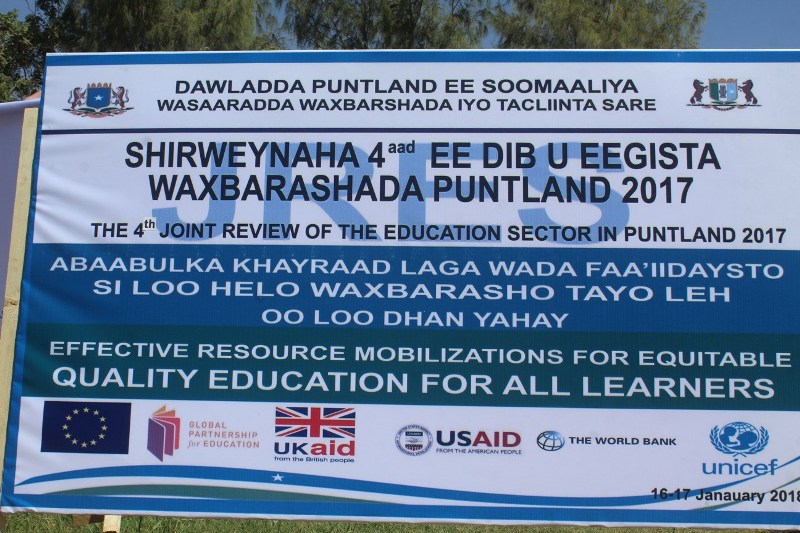 DAWLADDA PUNTLAND EE SOOMAALIYA
WASAARADDA WAXBARSHADA IYO TACLIINTA SARE
JRES
SHIRWEYNAHA 4aad EE DIB U EEGISTA
WAXBARASHADA PUNTLAND 2017
THE 4th JOINT REVIEW OF THE EDUCATION SECTOR IN PUNTLAND 2017
ABAABULKA KHAYRAAD LAGA WADA FAA'IIDAYSTO
SI LOO HELO WAXBARASHO TAYO LEH
OO LOO DHAN YAHAY
EFFECTIVE RESOURCE MOBILIZATIONS FOR EQUITABLE
QUALITY EDUCATION FOR ALL LEARNERS
GLOBAL
PARTNERSHIP
for EDUCATION
UKaid
from the British people
USAID
FROM THE AMERICAN PEOPLE
THE WORLD BANK
unicef
16-17 Janauary 2018